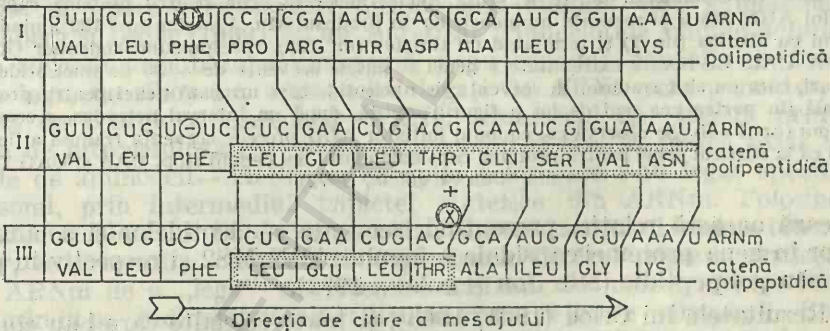 I
GUU CUG UUU CCU CGA ACU GAC GCA AUC GGU AAA U ARNm
VAL LEU PHE PRO ARG THR ASP ALA ILEU GLY LYS catenă
polipeptidică
II
GUU CUG U⊖UC CUC GAA CUG ACG CAA UCG GUA AAU ARNm
VAL LEU PHE LEU GLU LEU THR GLN SER VAL ASN catenă
polipeptidică
+
X
III
GUU CUG U⊖UC CUC GAA CUG AC GCA AUG GGU AAA U ARNm
VAL LEU PHE LEU GLU LEU THR ALA ILEU GLY LYS catenă
polipeptidică
Direcția de citire a mesajului